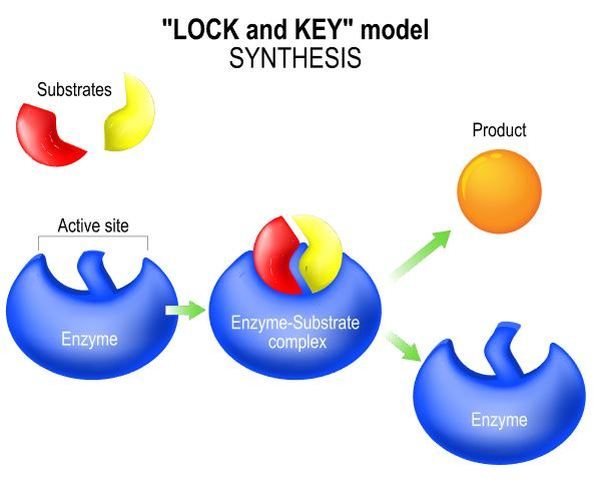 "LOCK and KEY" model
SYNTHESIS
Substrates
Product
Active site
Enzyme
Enzyme-Substrate
complex
Enzyme